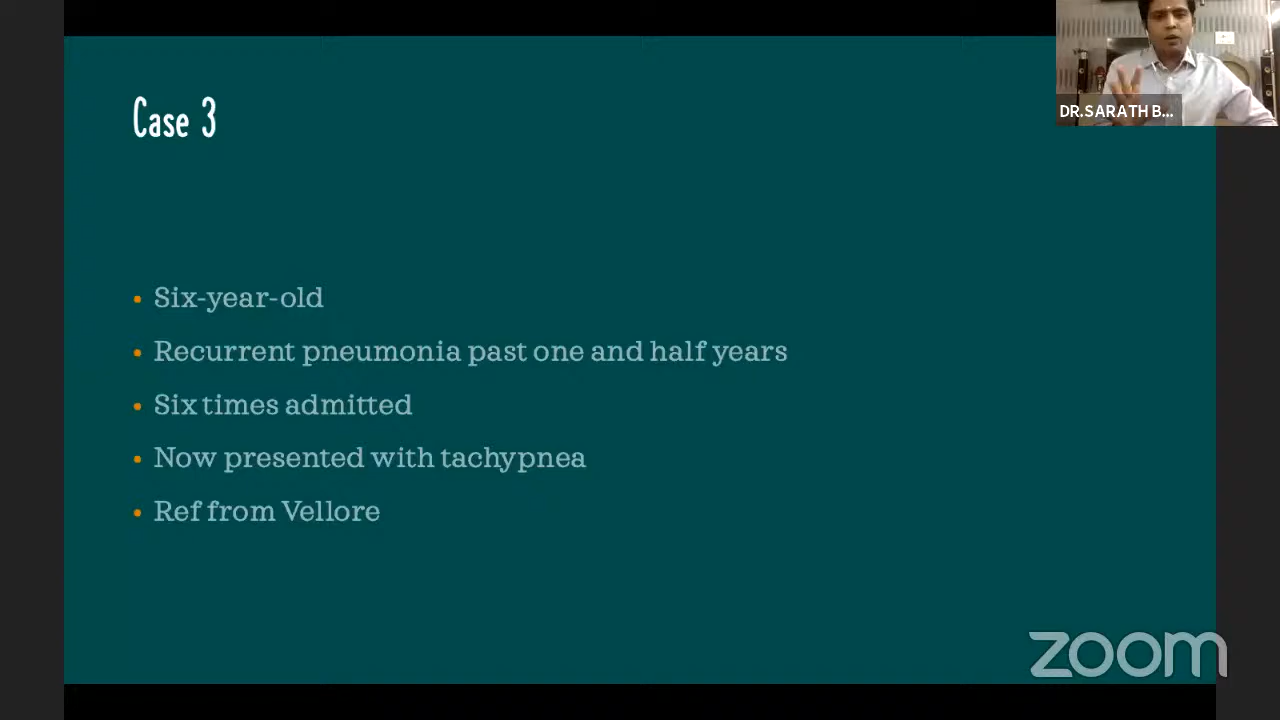 Case 3
DR.SARATH B...
Six-year-old
Recurrent pneumonia past one and half years
Six times admitted
Now presented with tachypnea
Ref from Vellore
zoom